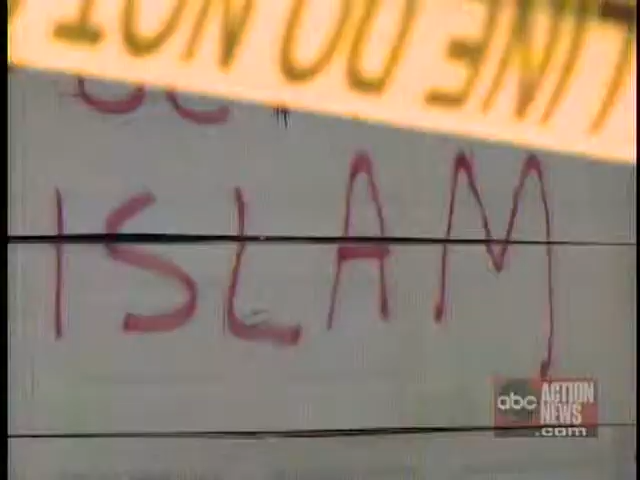 LINE DO NOT
ISLAM
abc ACTION
NEWS
.com